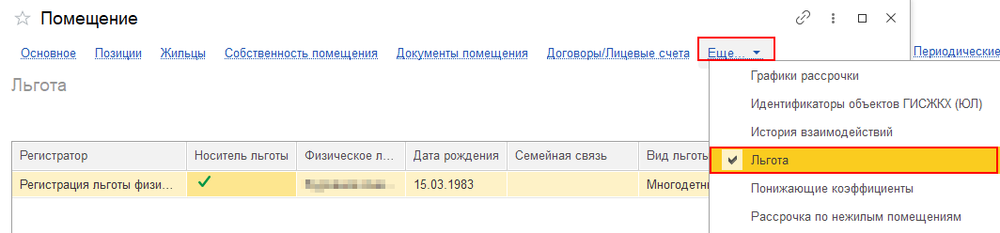 Помещение
Основное Позиции Жильцы Собственность помещения Документы помещения Договоры/Лицевые счета Еще... Периодические
Льгота
Графики рассрочки
Идентификаторы объектов ГИСЖКХ (ЮЛ)
История взаимодействий
Льгота
Понижающие коэффициенты
Рассрочка по нежилым помещениям
Регистратор Носитель льготы Физическое л... Дата рождения Семейная связь Вид льготы
Регистрация льготы физи... 15.03.1983